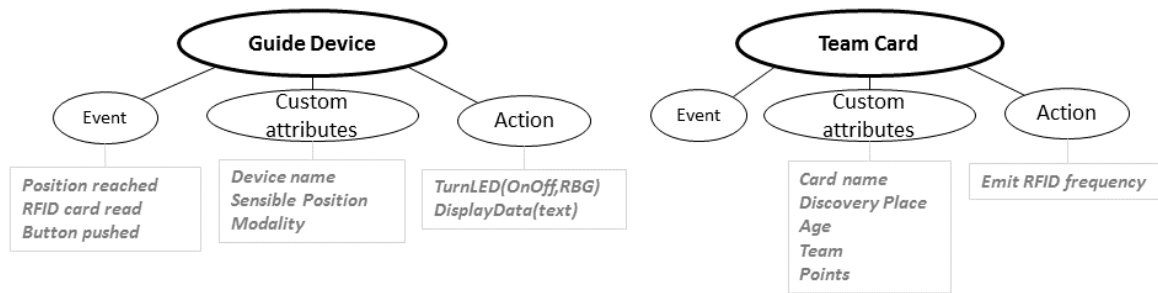 Guide Device
Event
Custom
attributes
Action
Position reached
RFID card read
Button pushed
Device name
Sensible Position
Modality
TurnLED(OnOff,RBG)
DisplayData(text)
Team Card
Event
Custom
attributes
Action
Card name
Discovery Place
Age
Team
Points
Emit RFID frequency